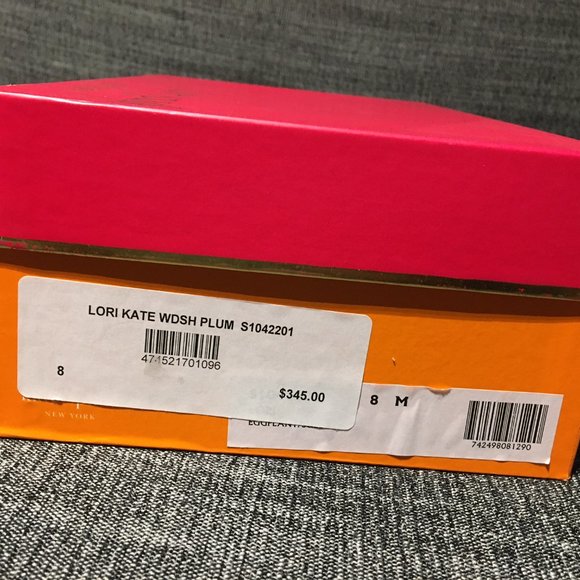 LORI KATE WDSH PLUM S1042201
471521701096
8
$345.00
8 M
NEW YORK
742498081290